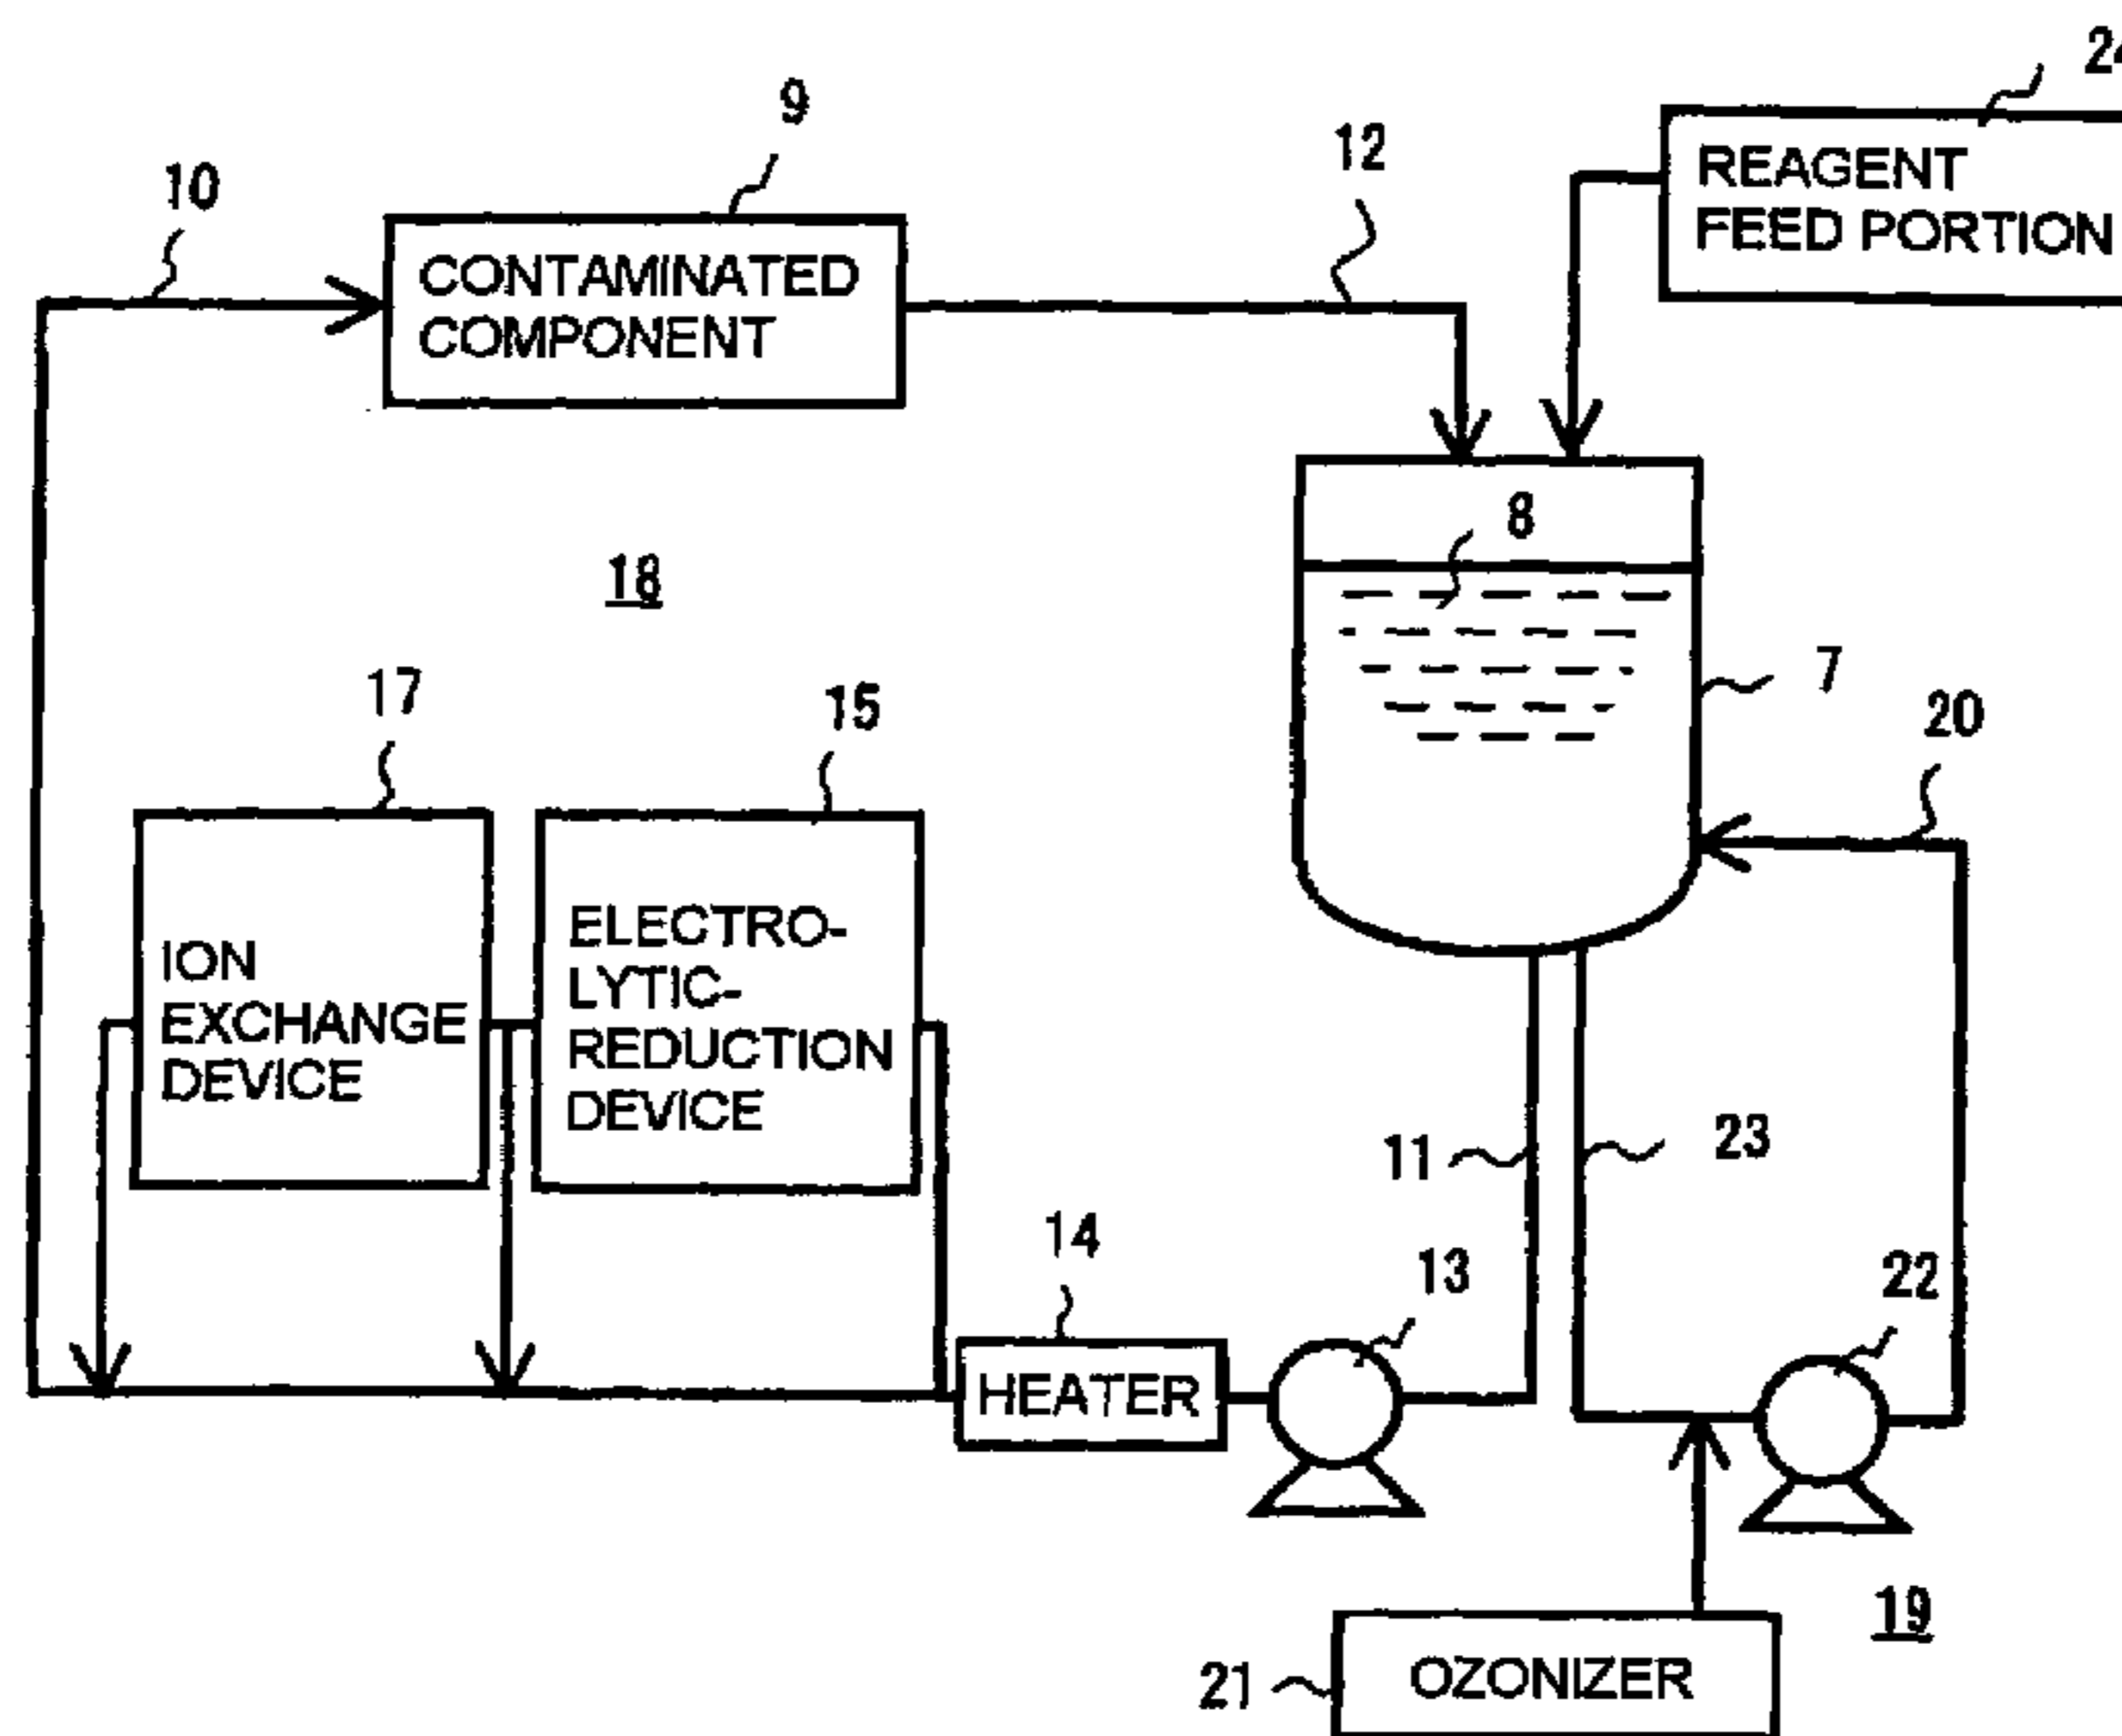 9
24
10
12
REAGENT
FEED PORTION
CONTAMINATED
COMPONENT
8
18
7
17
15
20
ELECTRO-
LYTIC-
REDUCTION
DEVICE
ION
EXCHANGE
DEVICE
11
23
14
13
22
HEATER
19
21
OZONIZER